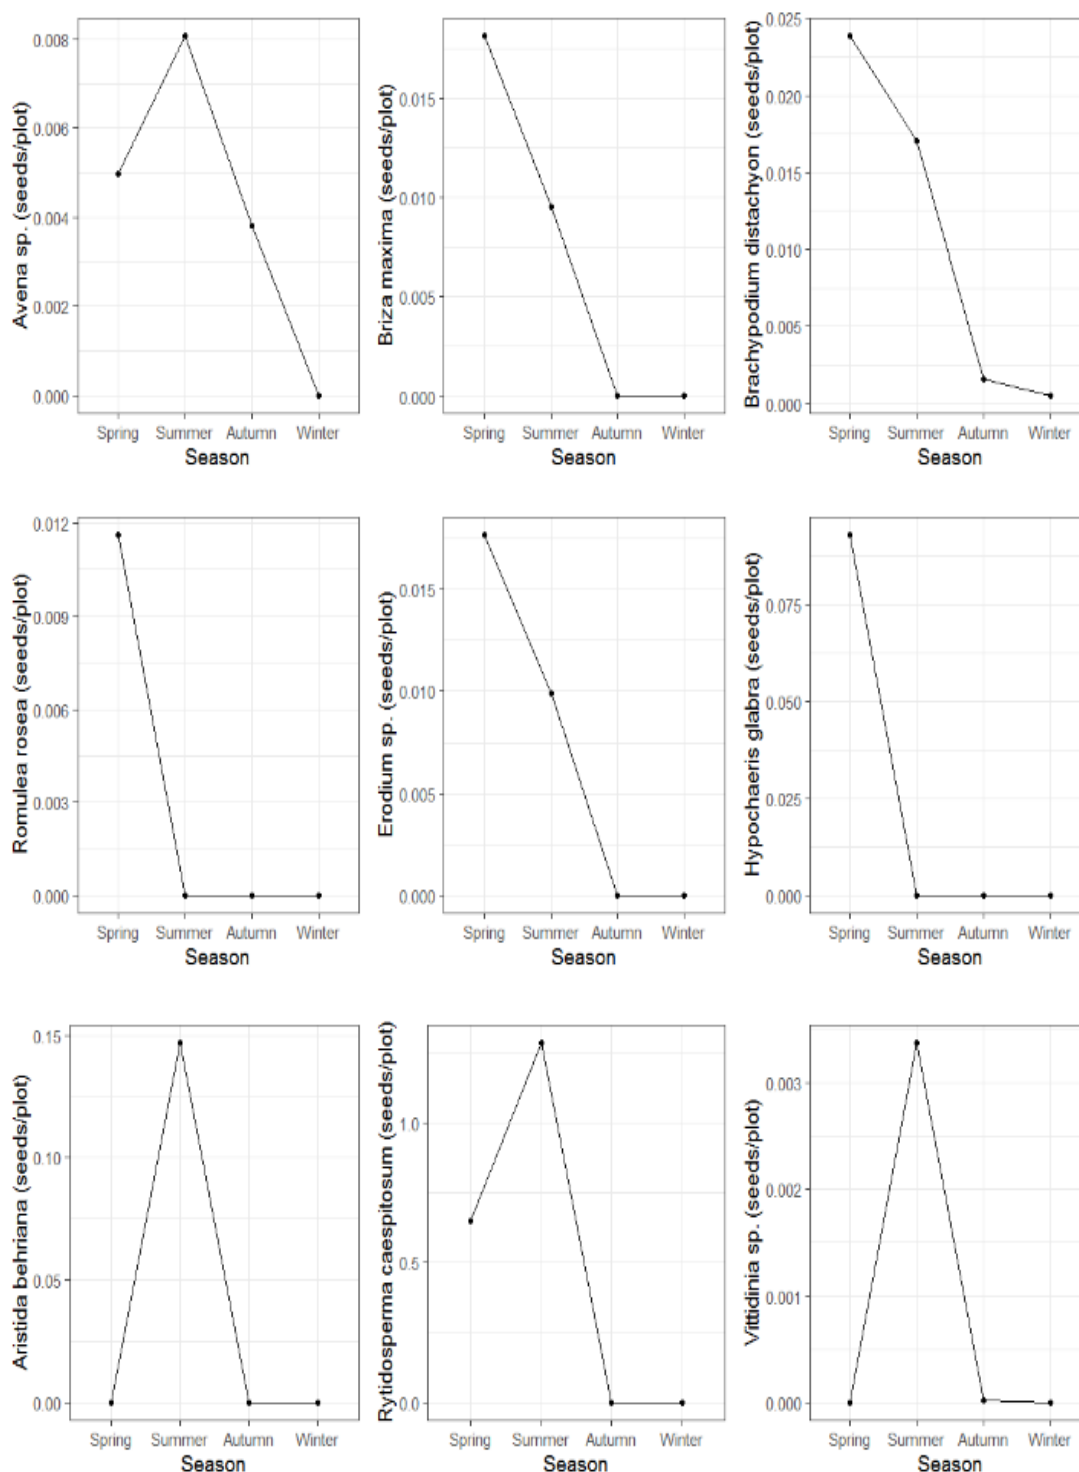 Avena sp. (seeds/plot)
0.008
0.006
0.004
0.002
0.000
Spring Summer Autumn Winter
Season
Briza maxima (seeds/plot)
0.015
0.010
0.005
0.000
Spring Summer Autumn Winter
Season
Brachypodium distachyon (seeds/plot)
0.025
0.020
0.015
0.010
0.005
0.000
Spring Summer Autumn Winter
Season
Romulea rosea (seeds/plot)
0.012
0.009
0.006
0.003
0.000
Spring Summer Autumn Winter
Season
Erodium sp. (seeds/plot)
0.015
0.010
0.005
0.000
Spring Summer Autumn Winter
Season
Hypochaeris glabra (seeds/plot)
0.075
0.050
0.025
0.000
Spring Summer Autumn Winter
Season
Aristida behriana (seeds/plot)
0.15
0.10
0.05
0.00
Spring Summer Autumn Winter
Season
Rytidosperma caespitosum (seeds/plot)
1.0
0.5
0.0
Spring Summer Autumn Winter
Season
Vittidinia sp. (seeds/plot)
0.003
0.002
0.001
0.000
Spring Summer Autumn Winter
Season